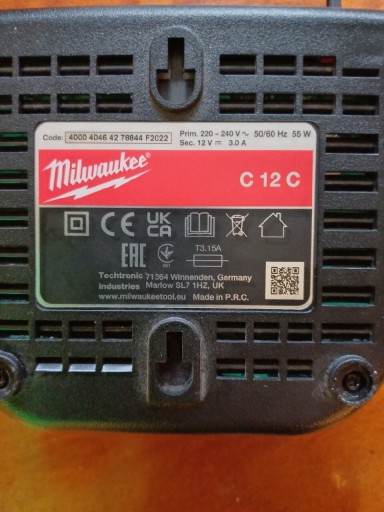 Code: 4000 4046 42 78844 F2022
Prim. 220 - 240 V ~ 50/60 Hz 55 W
Sec. 12 V ⎓ 3.0 A
Milwaukee®
C 12 C
CE UK CA
EAC
T3.15A
Techtronic 71364 Winnenden, Germany
Industries Marlow SL7 1HZ, UK
www.milwaukeetool.eu Made in P.R.C.